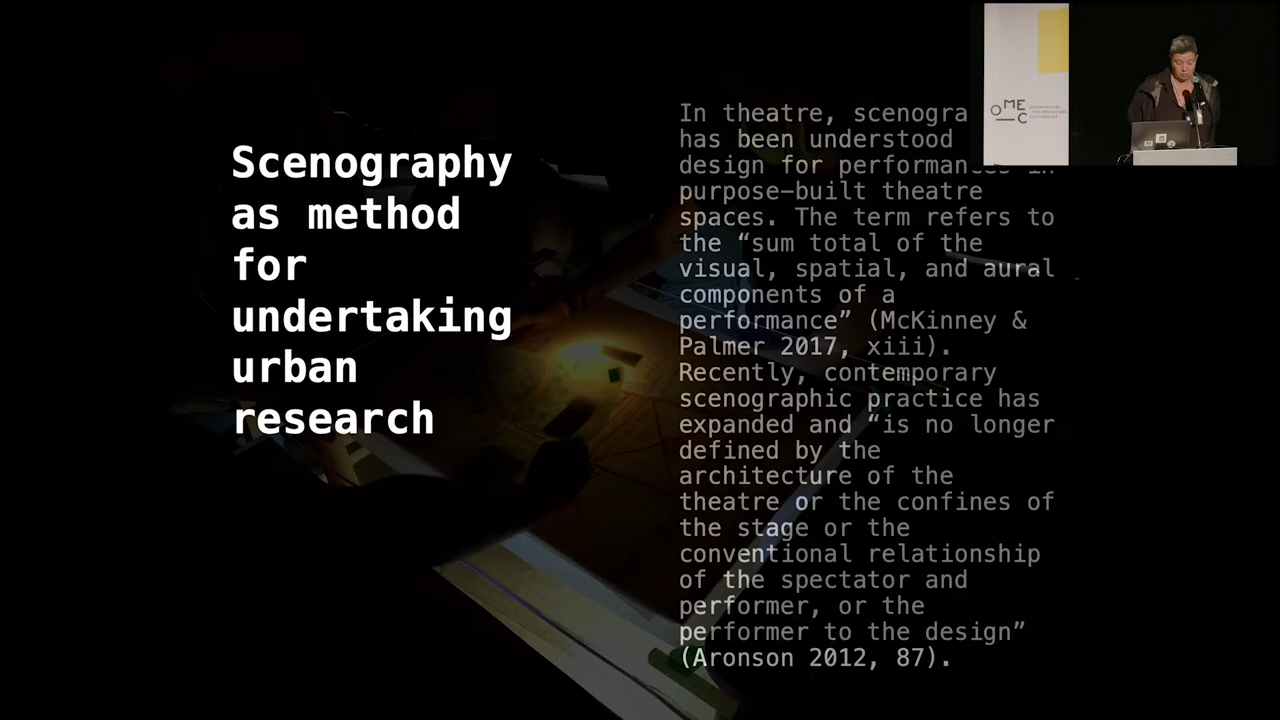 Scenography
as method
for
undertaking
urban
research
In theatre,
has been understood
design for performances in
purpose-built theatre
spaces. The term refers to
the “sum total of the
visual, spatial, and aural
components of a
performance” (McKinney &
Palmer 2017, xiii).
Recently, contemporary
scenographic practice has
expanded and “is no longer
defined by the
architecture of the
theatre or the confines of
the stage or the
conventional relationship
of the spectator and
performer, or the
performer to the design”
(Aronson 2012, 87).
OMEC